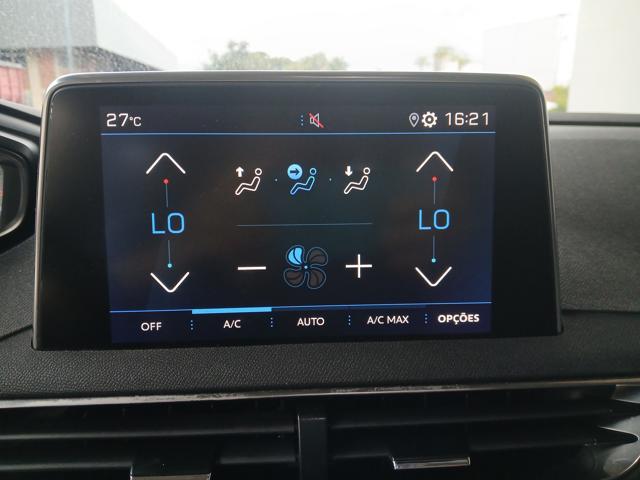 27°C 16:21
LO LO
OFF A/C AUTO A/C MAX OPÇÕES